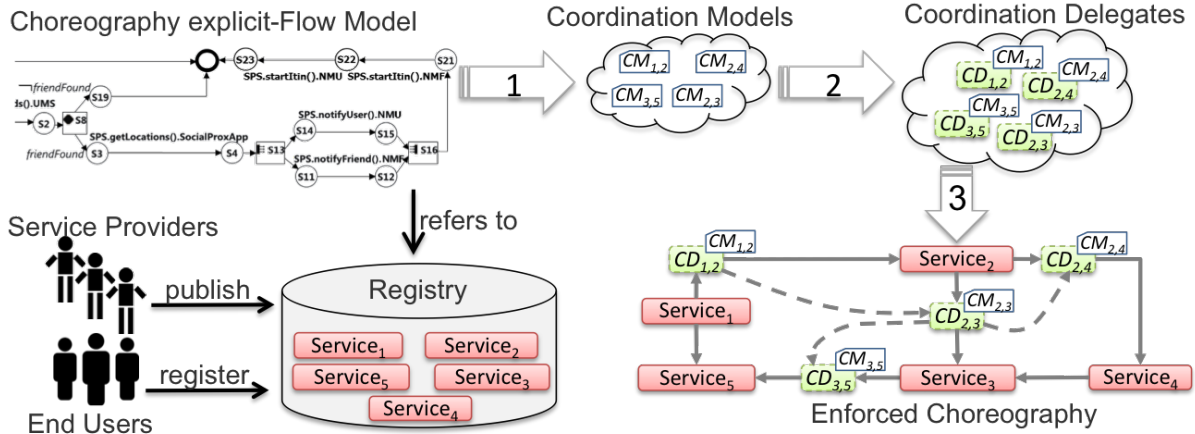 Choreography explicit-Flow Model
Coordination Models
Coordination Delegates
S23
S22
S21
SPS.startItin().NMU
SPS.startItin().NMF
friendFound
S19
ds().UMS
S2
S8
SPS.getLocations().SocialProxApp
friendFound
S3
S4
S13
SPS.notifyUser().NMU
S14
S15
SPS.notifyFriend().NMF
S16
S11
S12
1
CM1,2
CM2,4
CM3,5
CM2,3
2
CM1,2
CD1,2
CM2,4
CD2,4
CM3,5
CD3,5
CM2,3
CD2,3
3
refers to
Service Providers
publish
End Users
register
Registry
Service1
Service2
Service5
Service3
Service4
CM1,2
CD1,2
Service2
CM2,4
CD2,4
Service1
CM2,3
CD2,3
Service5
CM3,5
CD3,5
Service3
Service4
Enforced Choreography